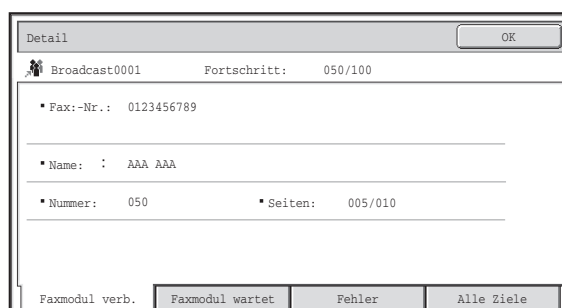 Detail OK
Broadcast0001 Fortschritt: 050/100
▪ Fax:-Nr.: 0123456789
▪ Name: : AAA AAA
▪ Nummer: 050 ▪ Seiten: 005/010
Faxmodul verb. Faxmodul wartet Fehler Alle Ziele